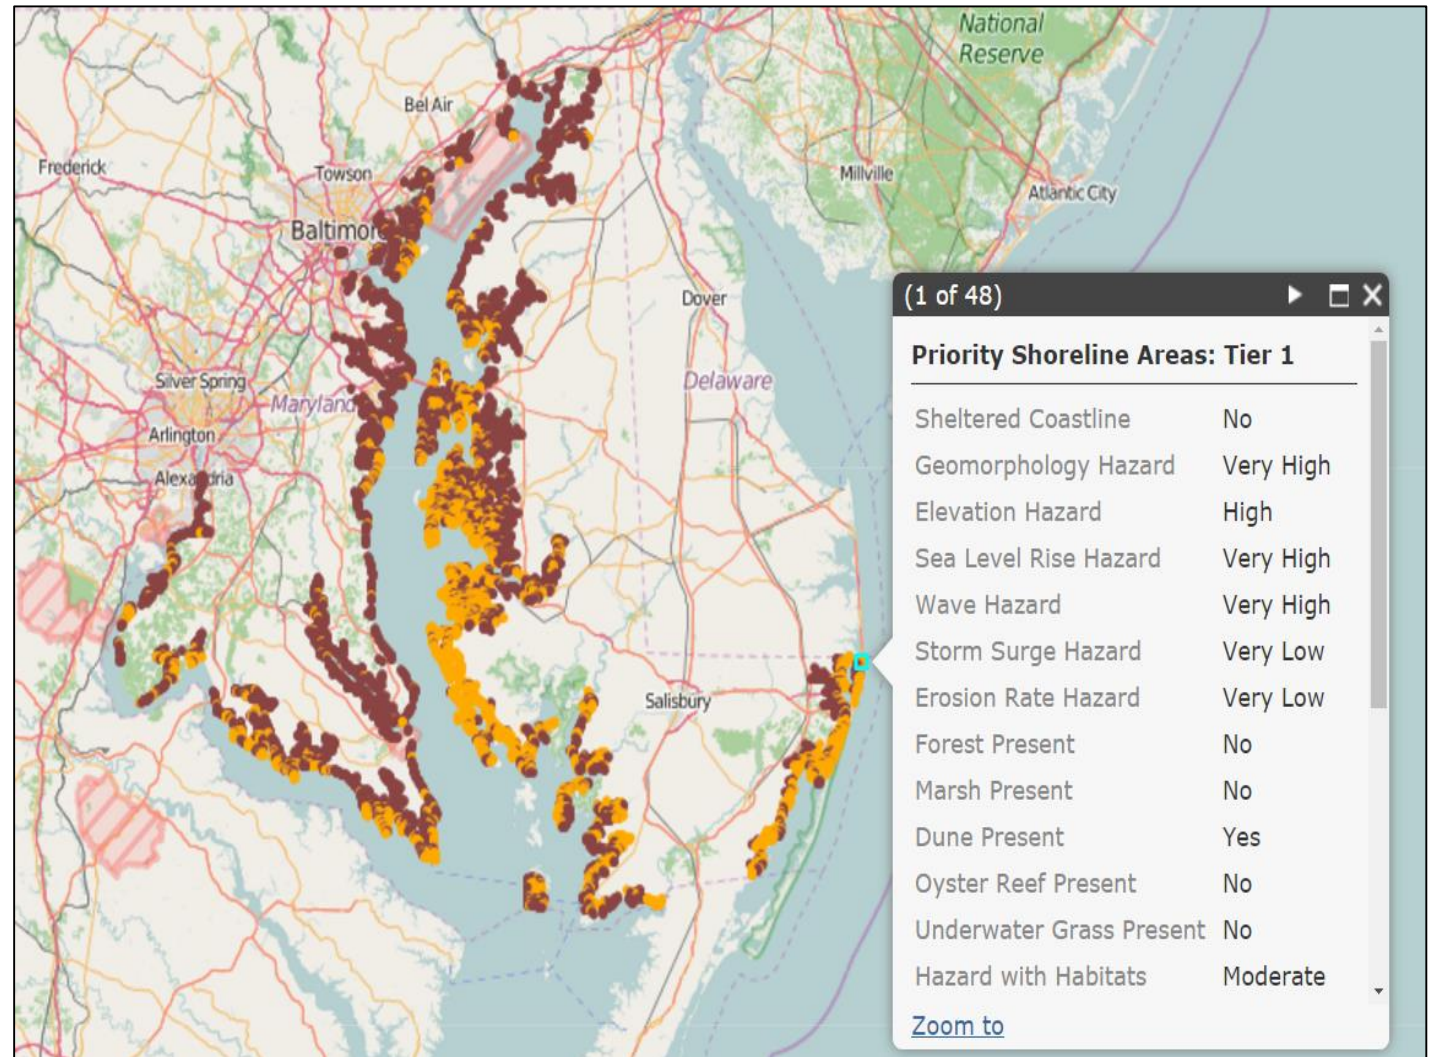 National
Reserve
Bel Air
Frederick
Towson
Millville
Atlantic City
Baltimore
(1 of 48)
Dover
Priority Shoreline Areas: Tier 1
Silver Spring
Delaware
Maryland
Sheltered Coastline No
Arlington
Geomorphology Hazard Very High
Alexandria
Elevation Hazard High
Sea Level Rise Hazard Very High
Wave Hazard Very High
Storm Surge Hazard Very Low
Salisbury
Erosion Rate Hazard Very Low
Forest Present No
Marsh Present No
Dune Present Yes
Oyster Reef Present No
Underwater Grass Present No
Hazard with Habitats Moderate
Zoom to